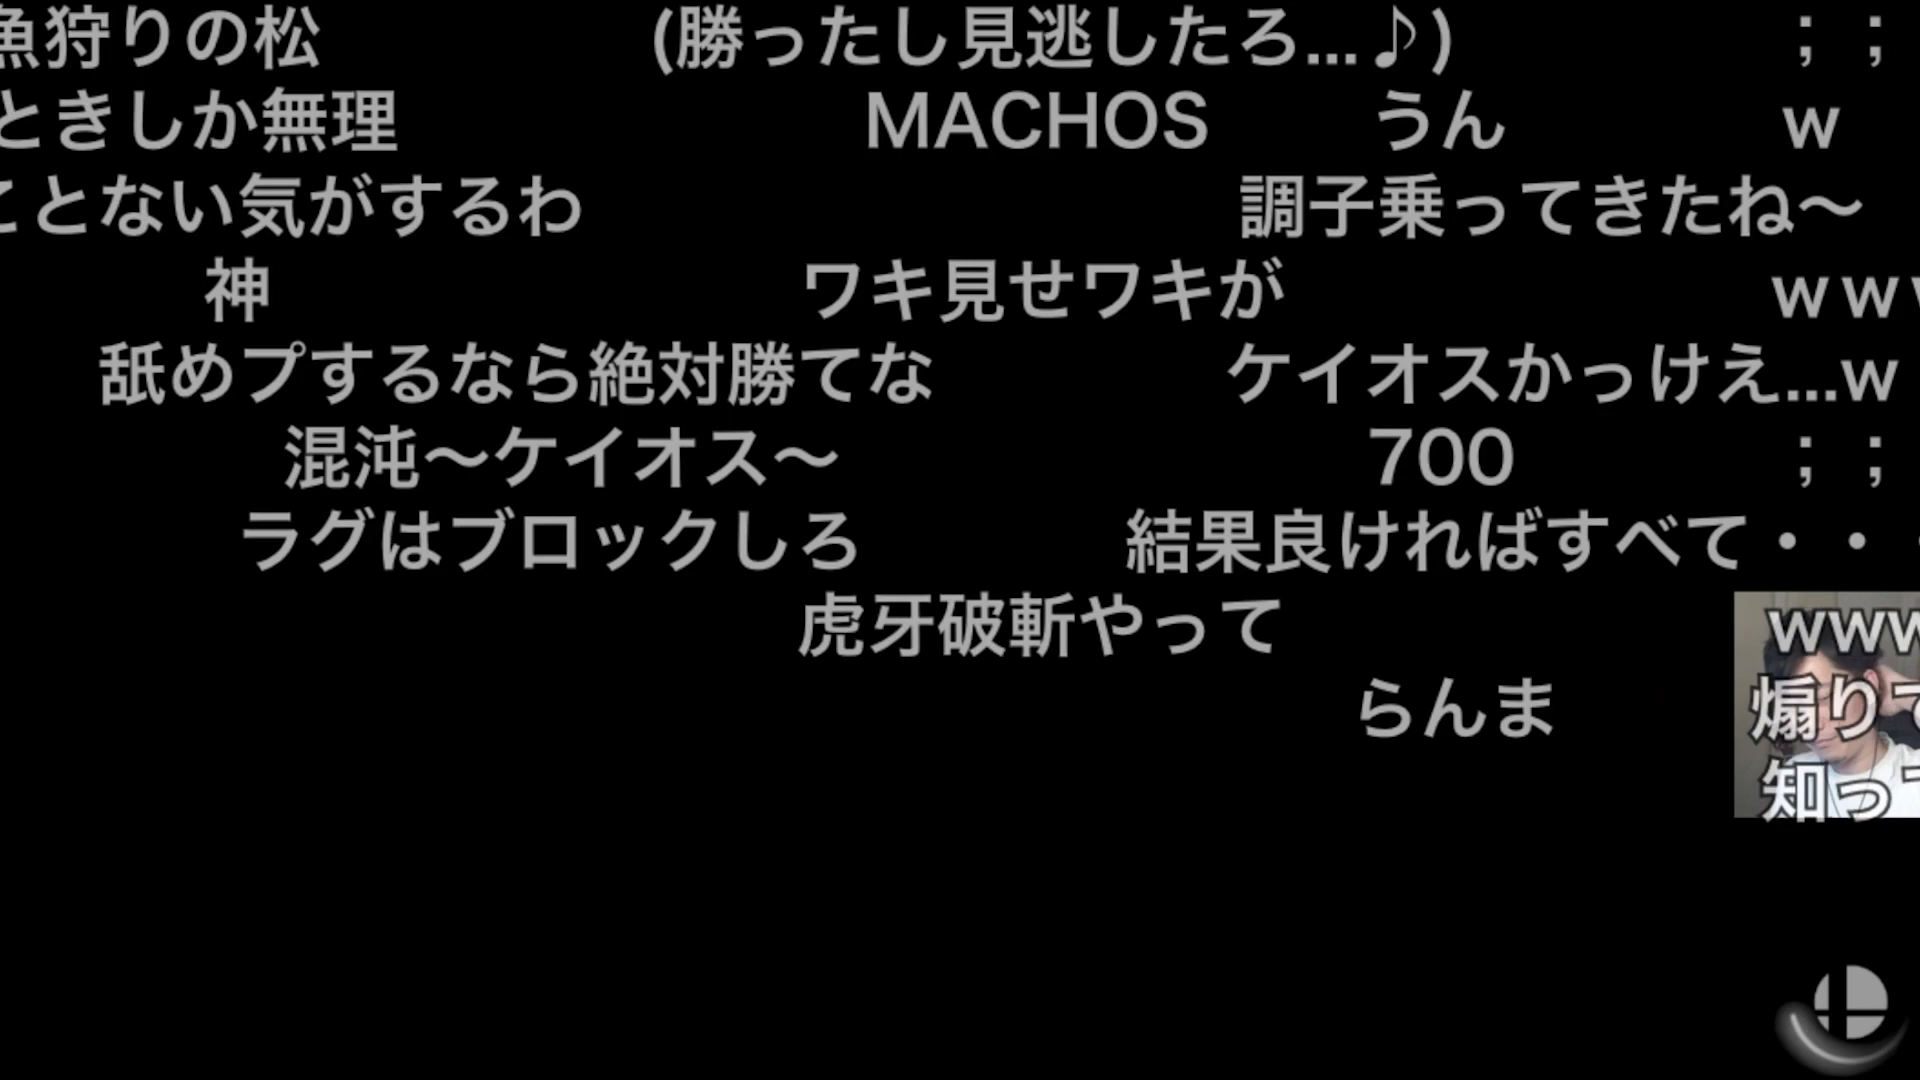 魚狩りの松 (勝ったし見逃したろ...♪) ; ;
ときしか無理 MACHOS うん w
ことない気がするわ 調子乗ってきたね〜
神 ワキ見せワキが w w w
舐めプするなら絶対勝てな ケイオスかっけえ...w
混沌〜ケイオス〜 700 ; ;
ラグはブロックしろ 結果良ければすべて・・・
虎牙破斬やって www
らんま 煽りて
知って